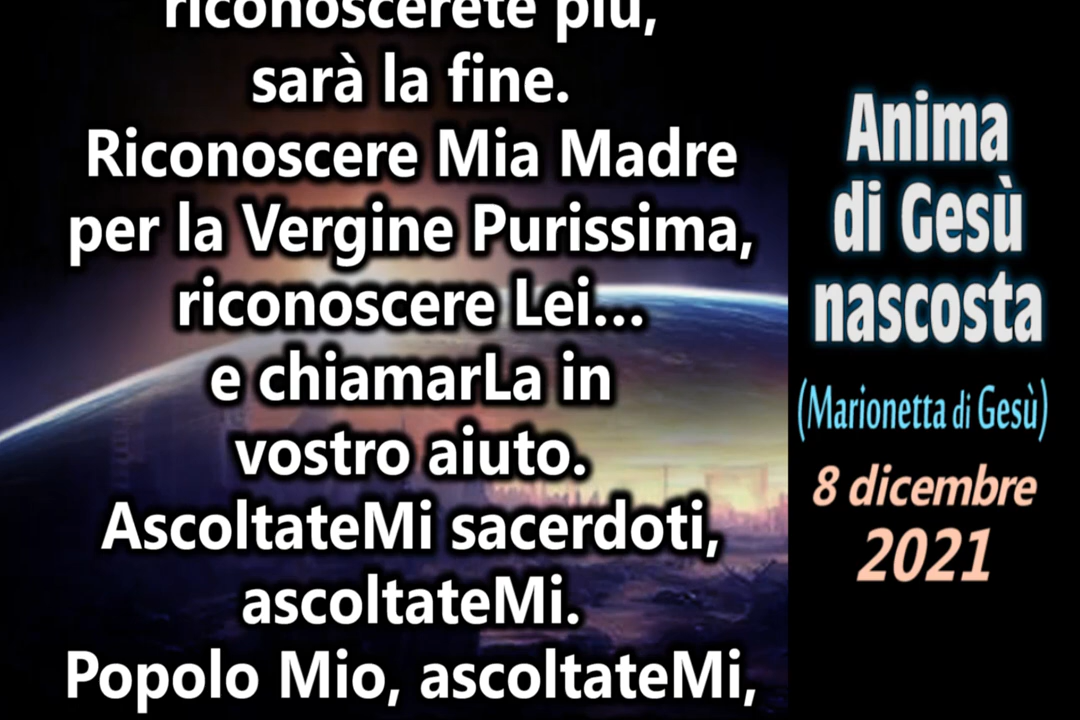 riconoscerete più,
sarà la fine.
Riconoscere Mia Madre
per la Vergine Purissima,
riconoscere Lei...
e chiamarLa in
vostro aiuto.
AscoltateMi sacerdoti,
ascoltateMi.
Popolo Mio, ascoltateMi,
Anima
di Gesù
nascosta
(Marionetta di Gesù)
8 dicembre
2021